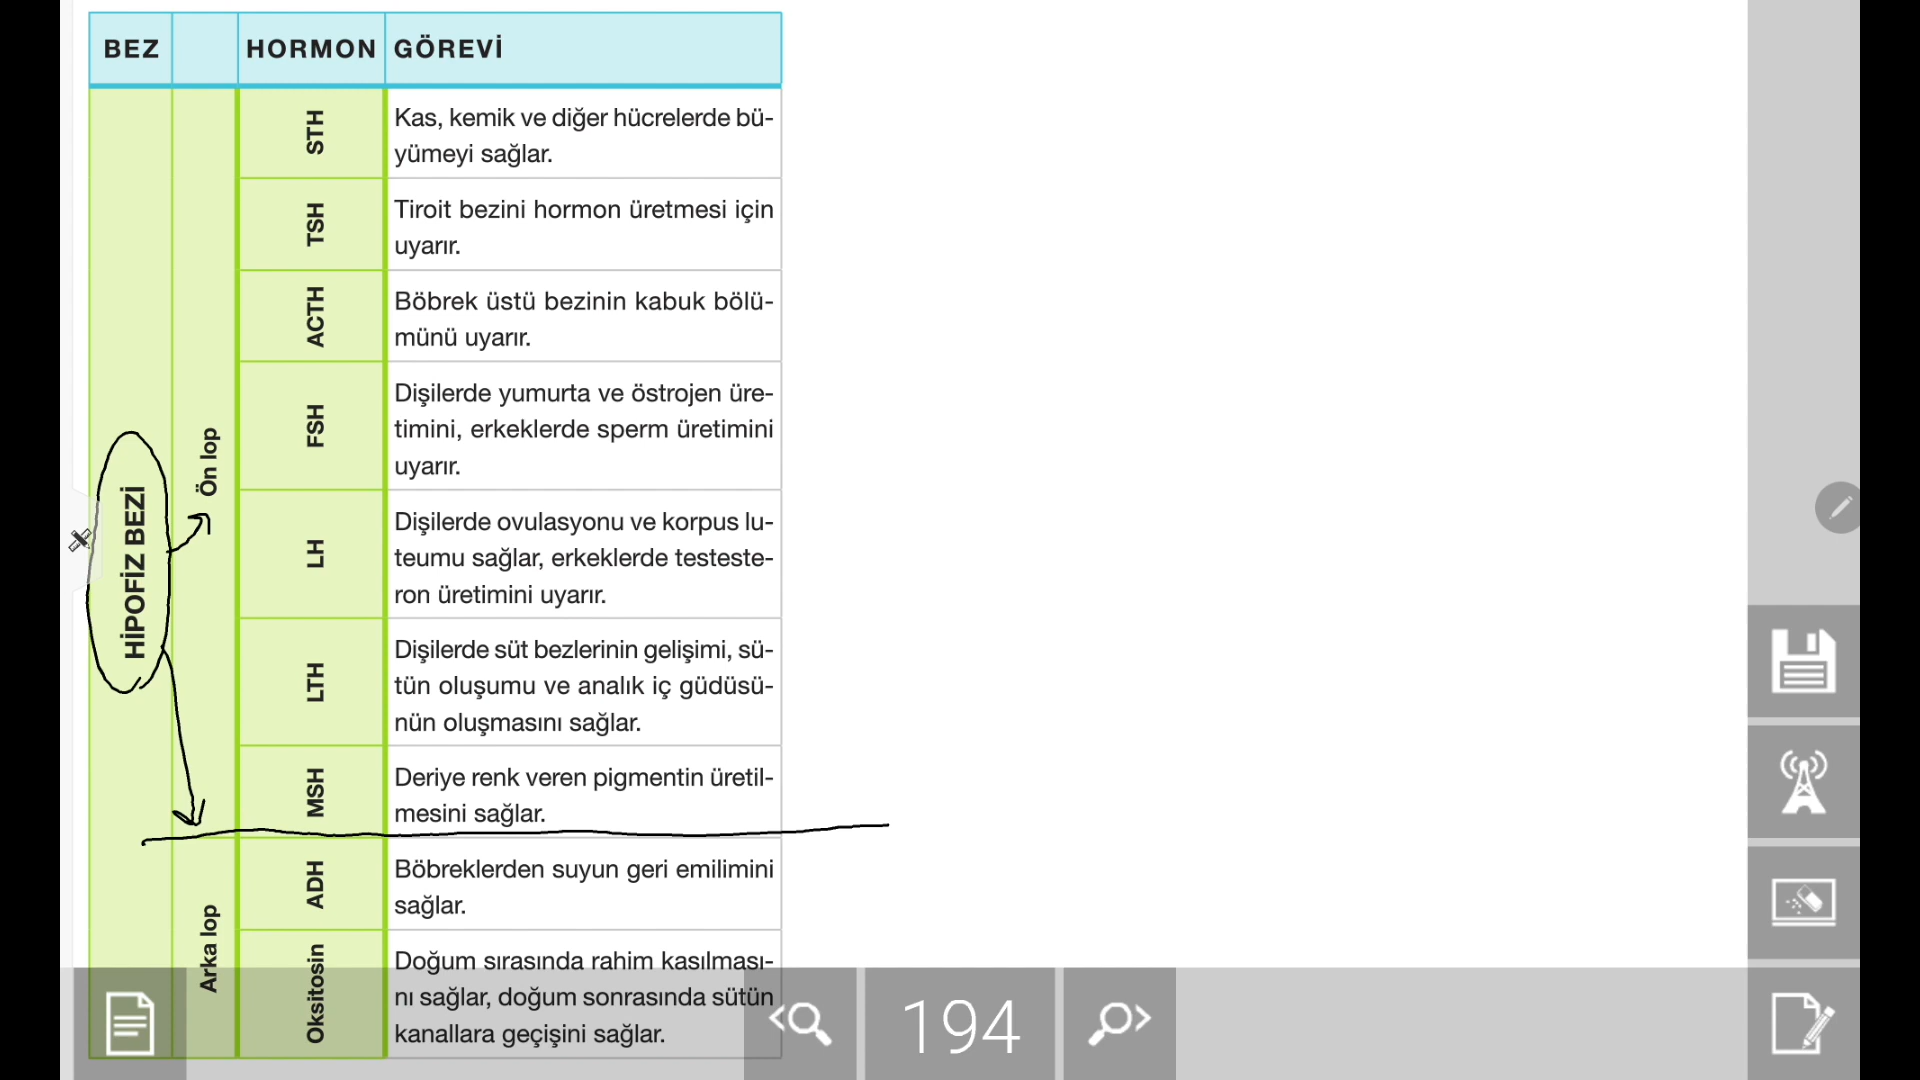 BEZ HORMON GÖREVİ
HİPOFİZ BEZİ
Ön lop
STH
Kas, kemik ve diğer hücrelerde bü-
yümeyi sağlar.
TSH
Tiroit bezini hormon üretmesi için
uyarır.
ACTH
Böbrek üstü bezinin kabuk bölü-
münü uyarır.
FSH
Dişilerde yumurta ve östrojen üre-
timini, erkeklerde sperm üretimini
uyarır.
LH
Dişilerde ovulasyonu ve korpus lu-
teumu sağlar, erkeklerde testeste-
ron üretimini uyarır.
LTH
Dişilerde süt bezlerinin gelişimi, sü-
tün oluşumu ve analık iç güdüsü-
nün oluşmasını sağlar.
MSH
Deriye renk veren pigmentin üretil-
mesini sağlar.
Arka lop
ADH
Böbreklerden suyun geri emilimini
sağlar.
Oksitosin
Doğum sırasında rahim kasılması-
nı sağlar, doğum sonrasında sütün
kanallara geçişini sağlar.
194